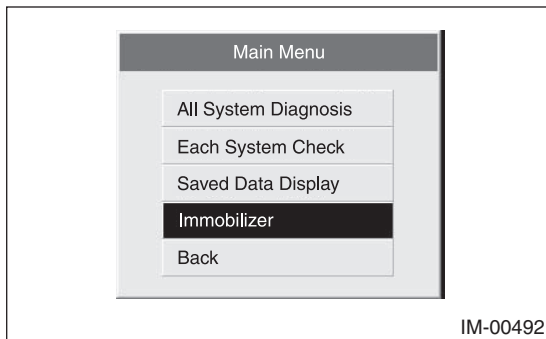 Main Menu
All System Diagnosis
Each System Check
Saved Data Display
Immobilizer
Back
IM-00492